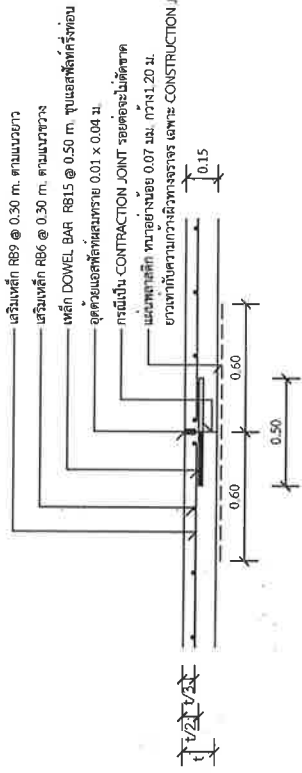 เสริมเหล็ก RB9 @ 0.30 m. ตามแนวยาว
เสริมเหล็ก RB6 @ 0.30 m. ตามแนวขวาง
เหล็ก DOWEL BAR RB15 @ 0.50 m. ชุบแอสฟัลท์ครึ่งท่อน
อุดด้วยแอสฟัลท์ผสมทราย 0.01 x 0.04 ม.
กรณีเป็น CONTRACTION JOINT รอยต่อจะไม่ตัดขาด
แผ่นพลาสติก หนาอย่างน้อย 0.07 มม. กว้าง 1.20 ม.
ยาวเท่ากับความกว้างผิวทางจราจร เฉพาะ CONSTRUCTION J
0.15
t
t/2
t/3
0.60
0.60
0.50